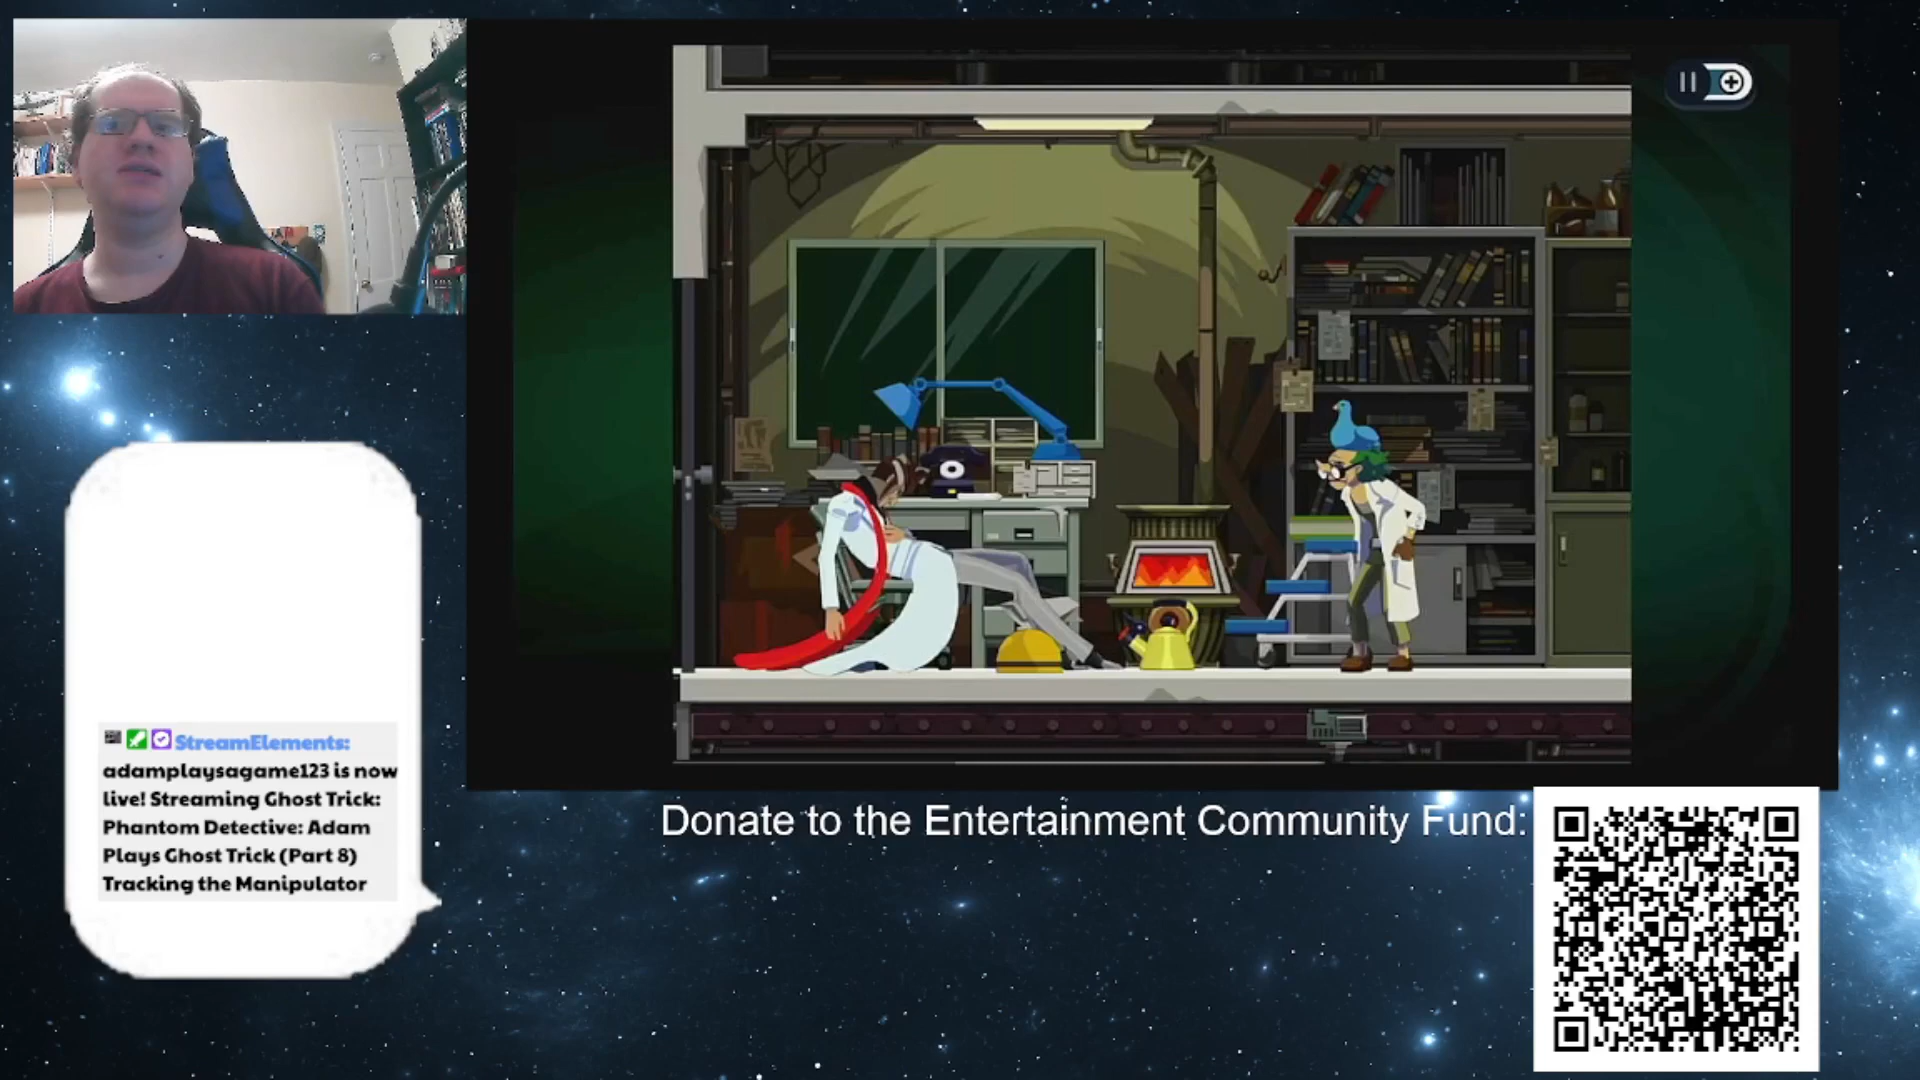 StreamElements:
adamplaysagame123 is now
live! Streaming Ghost Trick:
Phantom Detective: Adam
Plays Ghost Trick (Part 8)
Tracking the Manipulator
Donate to the Entertainment Community Fund: